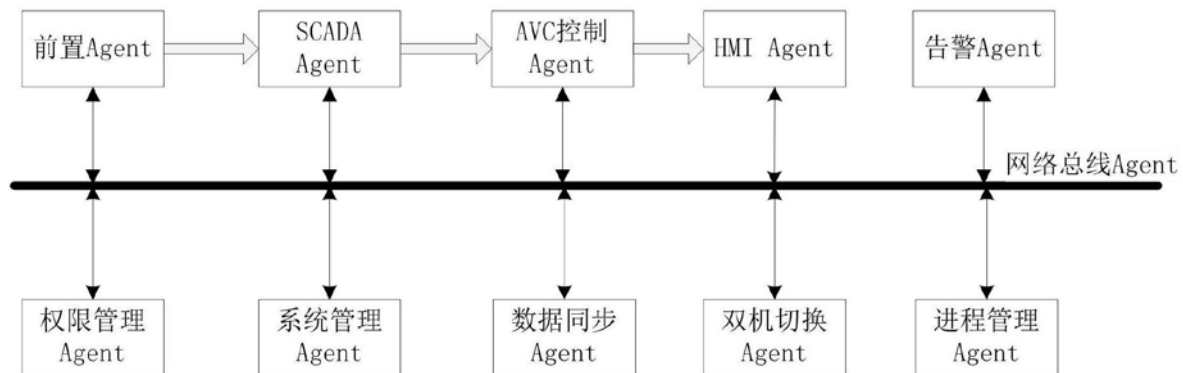 前置Agent
SCADA
Agent
AVC控制
Agent
HMI Agent
告警Agent
网络总线Agent
权限管理
Agent
系统管理
Agent
数据同步
Agent
双机切换
Agent
进程管理
Agent